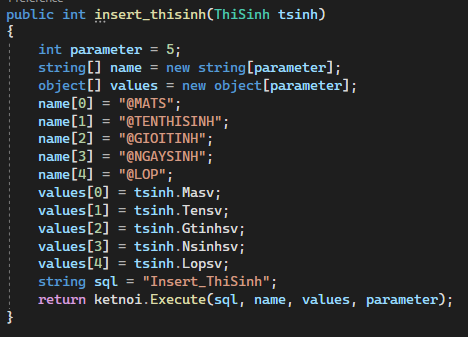 public int insert_thisinh(ThiSinh tsinh)
{
int parameter = 5;
string[] name = new string[parameter];
object[] values = new object[parameter];
name[0] = "@MATS";
name[1] = "@TENTHISINH";
name[2] = "@GIOITINH";
name[3] = "@NGAYSINH";
name[4] = "@LOP";
values[0] = tsinh.Masv;
values[1] = tsinh.Tensv;
values[2] = tsinh.Gtinhsv;
values[3] = tsinh.Nsinhsv;
values[4] = tsinh.Lopsv;
string sql = "Insert_ThiSinh";
return ketnoi.Execute(sql, name, values, parameter);
}